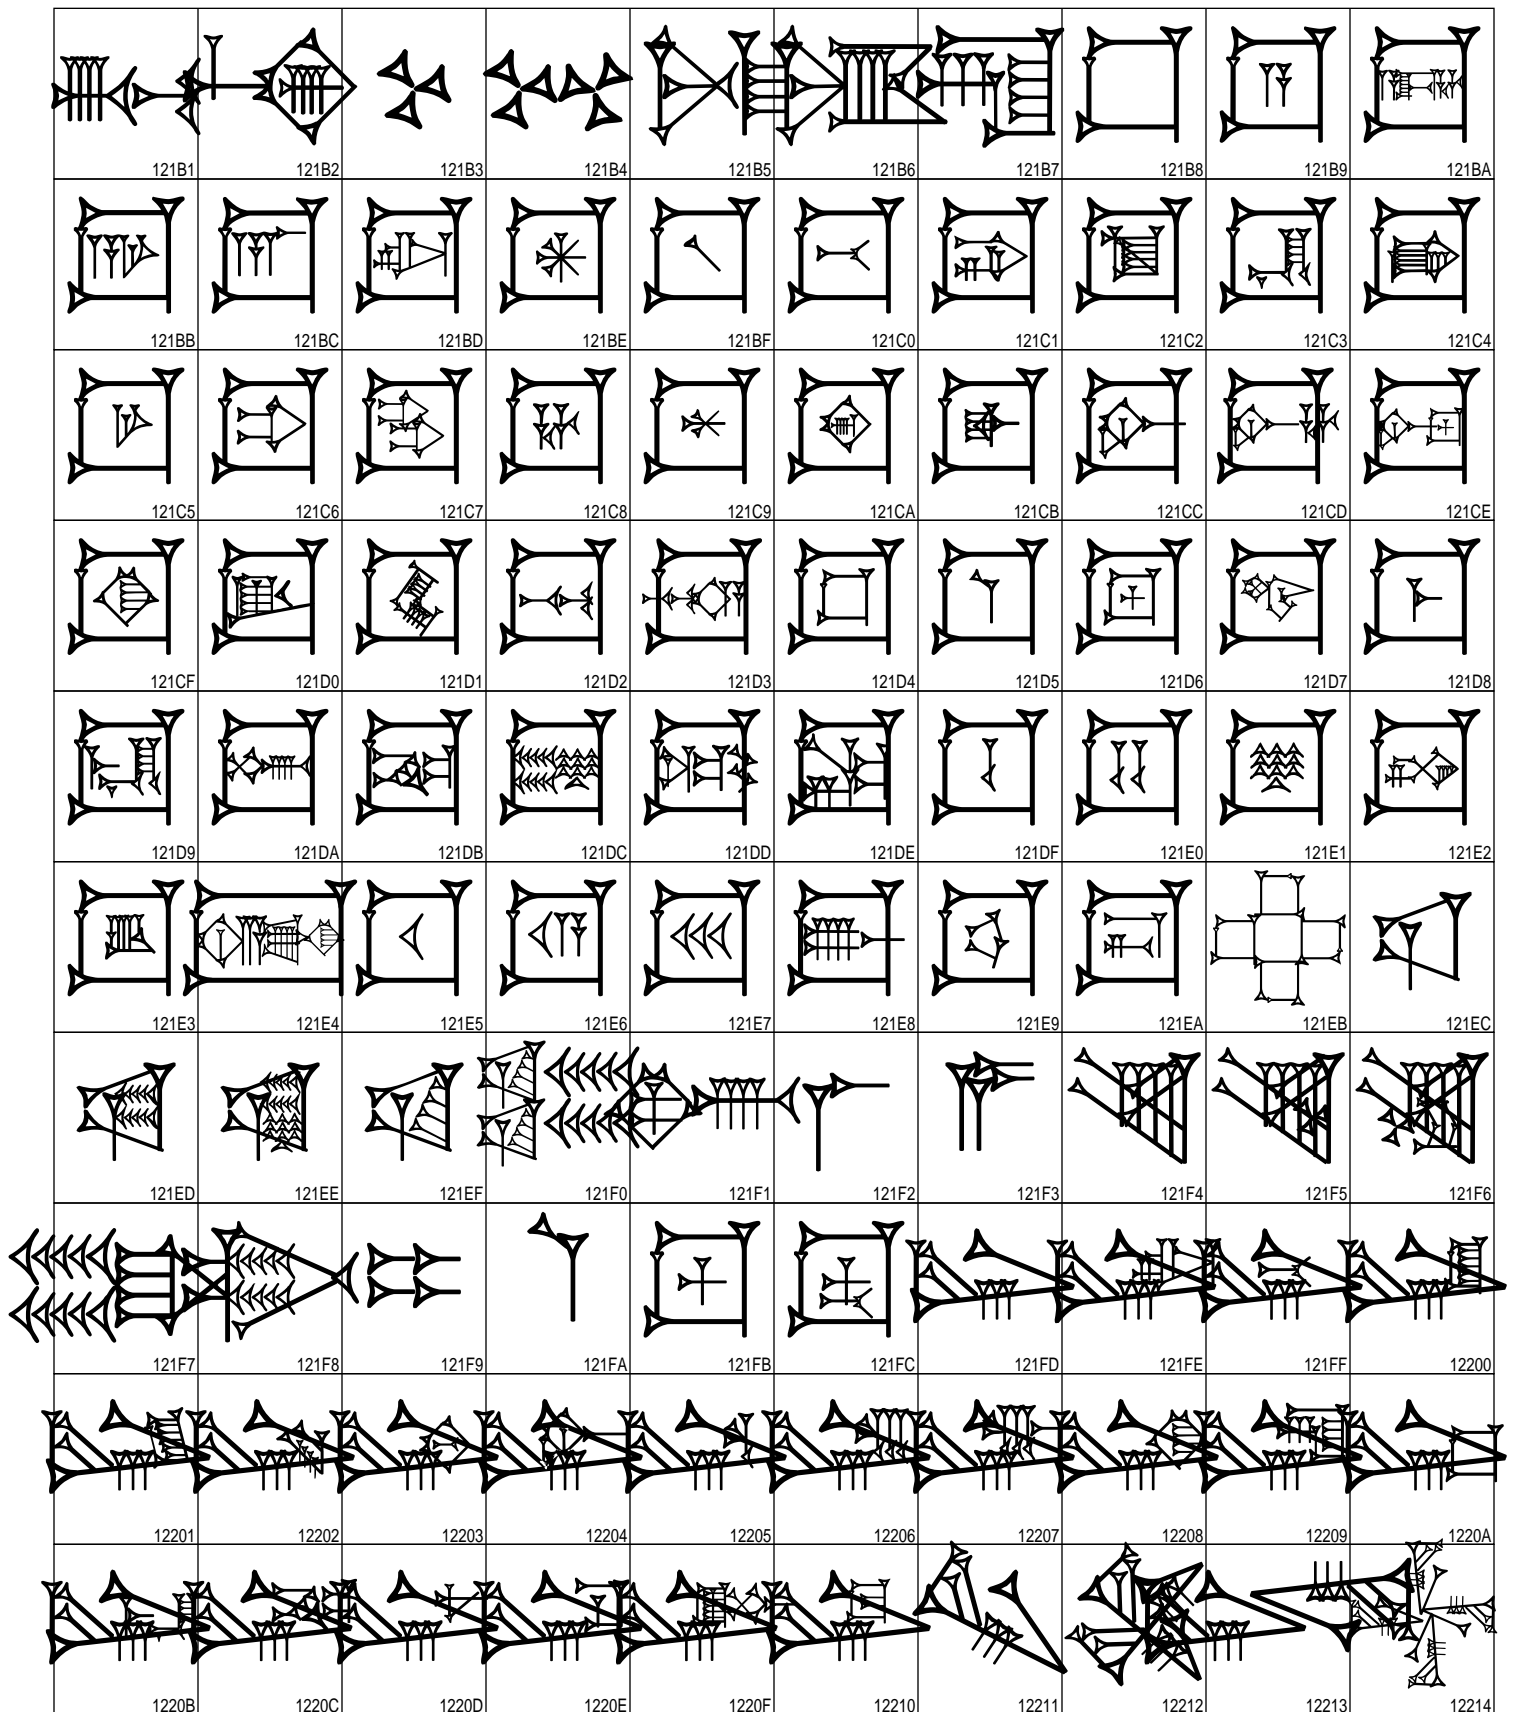 𒆱 𒆲 𒆳 𒆴 𒆵 𒆶 𒆷 𒆸 𒆹 𒆺
121B1 121B2 121B3 121B4 121B5 121B6 121B7 121B8 121B9 121BA
𒆻 𒆼 𒆽 𒆾 𒆿 𒇀 𒇁 𒇂 𒇃 𒇄
121BB 121BC 121BD 121BE 121BF 121C0 121C1 121C2 121C3 121C4
𒇅 𒇆 𒇇 𒇈 𒇉 𒇊 𒇋 𒇌 𒇍 𒇎
121C5 121C6 121C7 121C8 121C9 121CA 121CB 121CC 121CD 121CE
𒇏 𒇐 𒇑 𒇒 𒇓 𒇔 𒇕 𒇖 𒇗 𒇘
121CF 121D0 121D1 121D2 121D3 121D4 121D5 121D6 121D7 121D8
𒇙 𒇚 𒇛 𒇜 𒇝 𒇞 𒇟 𒇠 𒇡 𒇢
121D9 121DA 121DB 121DC 121DD 121DE 121DF 121E0 121E1 121E2
𒇣 𒇤 𒇥 𒇦 𒇧 𒇨 𒇩 𒇪 𒇫 𒇬
121E3 121E4 121E5 121E6 121E7 121E8 121E9 121EA 121EB 121EC
𒇭 𒇮 𒇯 𒇰 𒇱 𒇲 𒇳 𒇴 𒇵 𒇶
121ED 121EE 121EF 121F0 121F1 121F2 121F3 121F4 121F5 121F6
𒇷 𒇸 𒇹 𒇺 𒇻 𒇼 𒇽 𒇾 𒇿 𒈀
121F7 121F8 121F9 121FA 121FB 121FC 121FD 121FE 121FF 12200
𒈁 𒈂 𒈃 𒈄 𒈅 𒈆 𒈇 𒈈 𒈉 𒈊
12201 12202 12203 12204 12205 12206 12207 12208 12209 1220A
𒈋 𒈌 𒈍 𒈎 𒈏 𒈐 𒈑 𒈒 𒈓 𒈔
1220B 1220C 1220D 1220E 1220F 12210 12211 12212 12213 12214